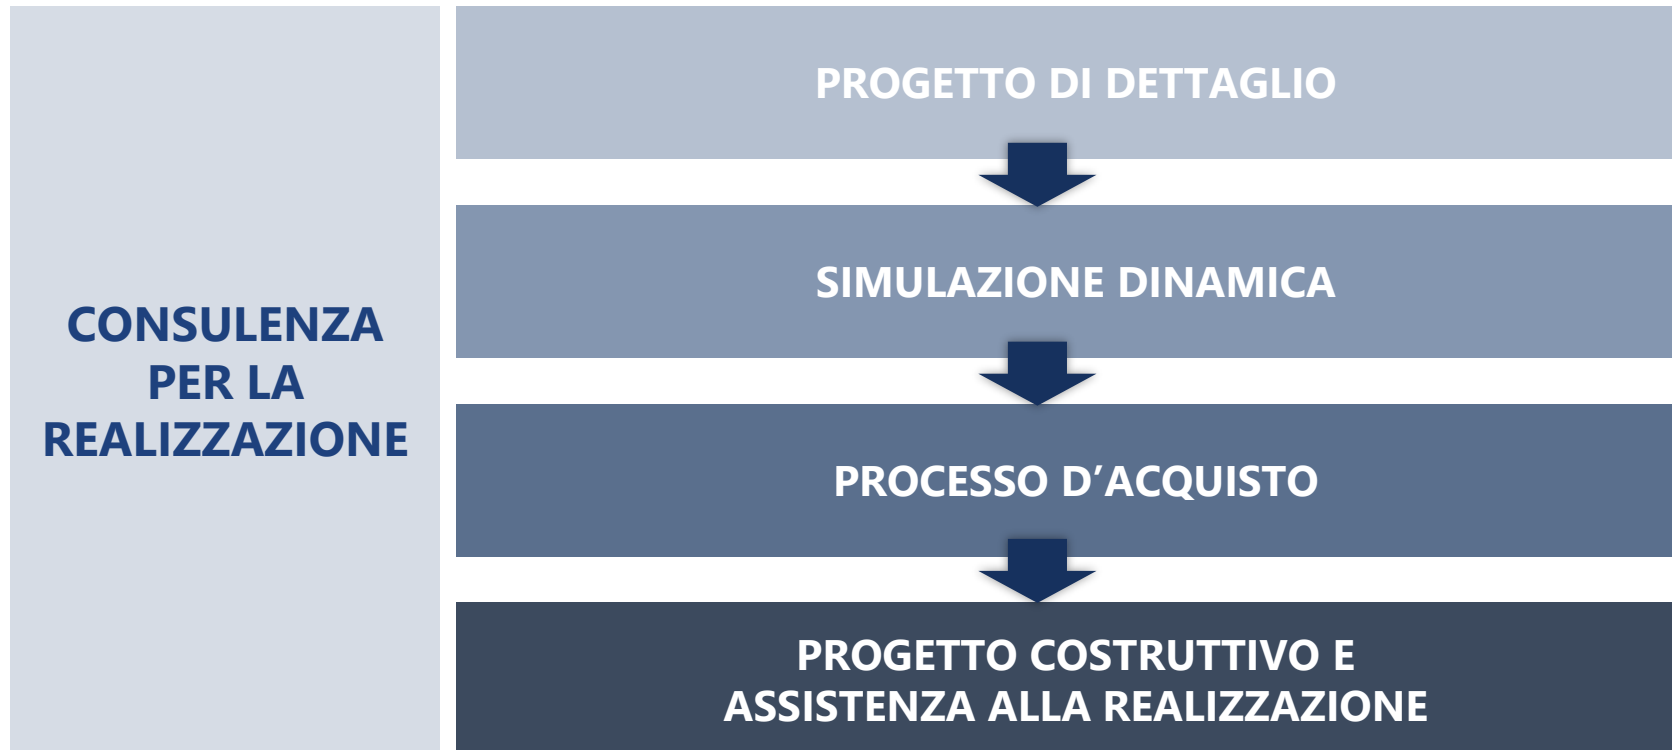 CONSULENZA
PER LA
REALIZZAZIONE
PROGETTO DI DETTAGLIO
SIMULAZIONE DINAMICA
PROCESSO D’ACQUISTO
PROGETTO COSTRUTTIVO E
ASSISTENZA ALLA REALIZZAZIONE